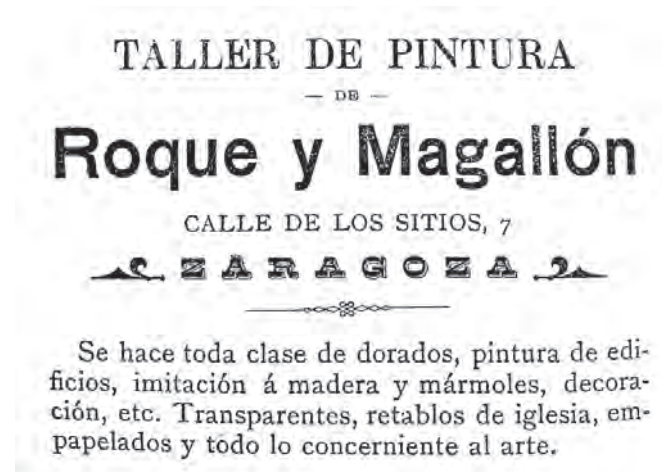 TALLER DE PINTURA
— DE —
Roque y Magallón
CALLE DE LOS SITIOS, 7
ZARAGOZA
Se hace toda clase de dorados, pintura de edi-
ficios, imitación á madera y mármoles, decora-
ción, etc. Transparentes, retablos de iglesia, em-
papelados y todo lo concerniente al arte.